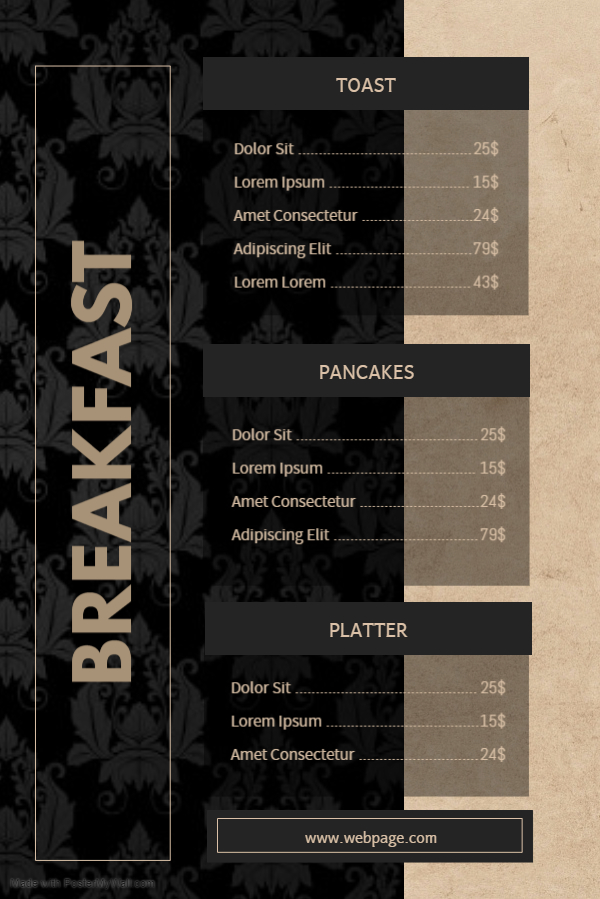 BREAKFAST
TOAST
Dolor Sit ........................ 25$
Lorem Ipsum ........................ 15$
Amet Consectetur ........................ 24$
Adipiscing Elit ........................ 79$
Lorem Lorem ........................ 43$
PANCAKES
Dolor Sit ........................ 25$
Lorem Ipsum ........................ 15$
Amet Consectetur ........................ 24$
Adipiscing Elit ........................ 79$
PLATTER
Dolor Sit ........................ 25$
Lorem Ipsum ........................ 15$
Amet Consectetur ........................ 24$
www.webpage.com
Made with PosterMyWall.com